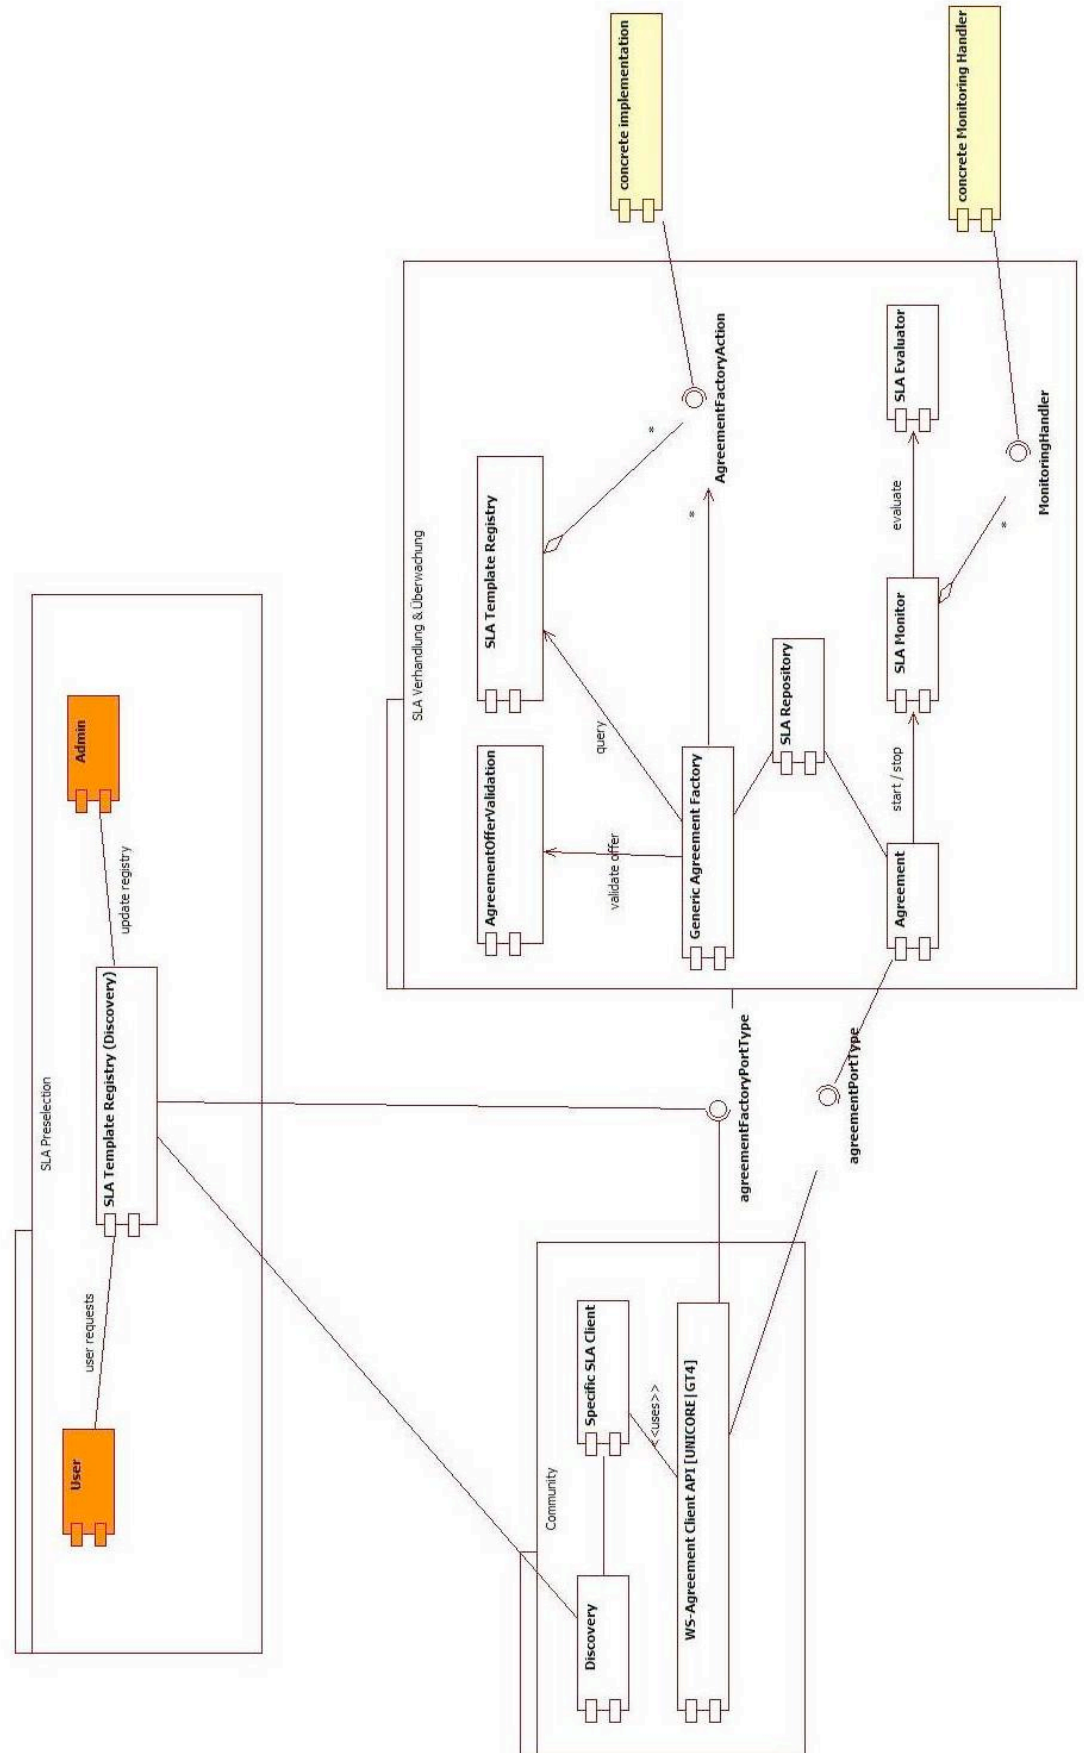 SLA Preselection
User
user requests
SLA Template Registry (Discovery)
update registry
Admin
Community
Discovery
Specific SLA Client
<<uses>>
WS-Agreement Client API [UNICORE|GT4]
agreementFactoryPortType
agreementPortType
SLA Verhandlung & Überwachung
AgreementOfferValidation
SLA Template Registry
validate offer
query
*
Generic Agreement Factory
*
AgreementFactoryAction
concrete implementation
SLA Repository
Agreement
start / stop
SLA Monitor
evaluate
SLA Evaluator
*
MonitoringHandler
concrete Monitoring Handler